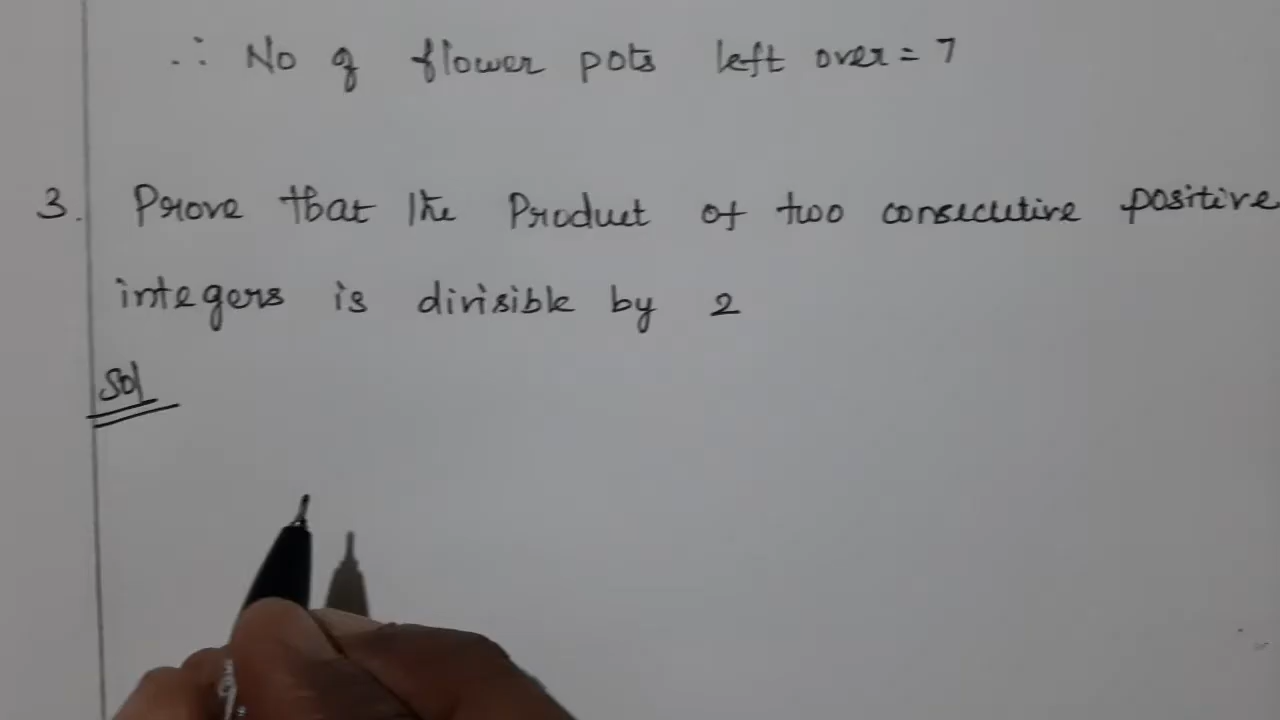 ∴ No of flower pots left over = 7
3. Prove that the Product of two consecutive positive
integers is divisible by 2
Sol